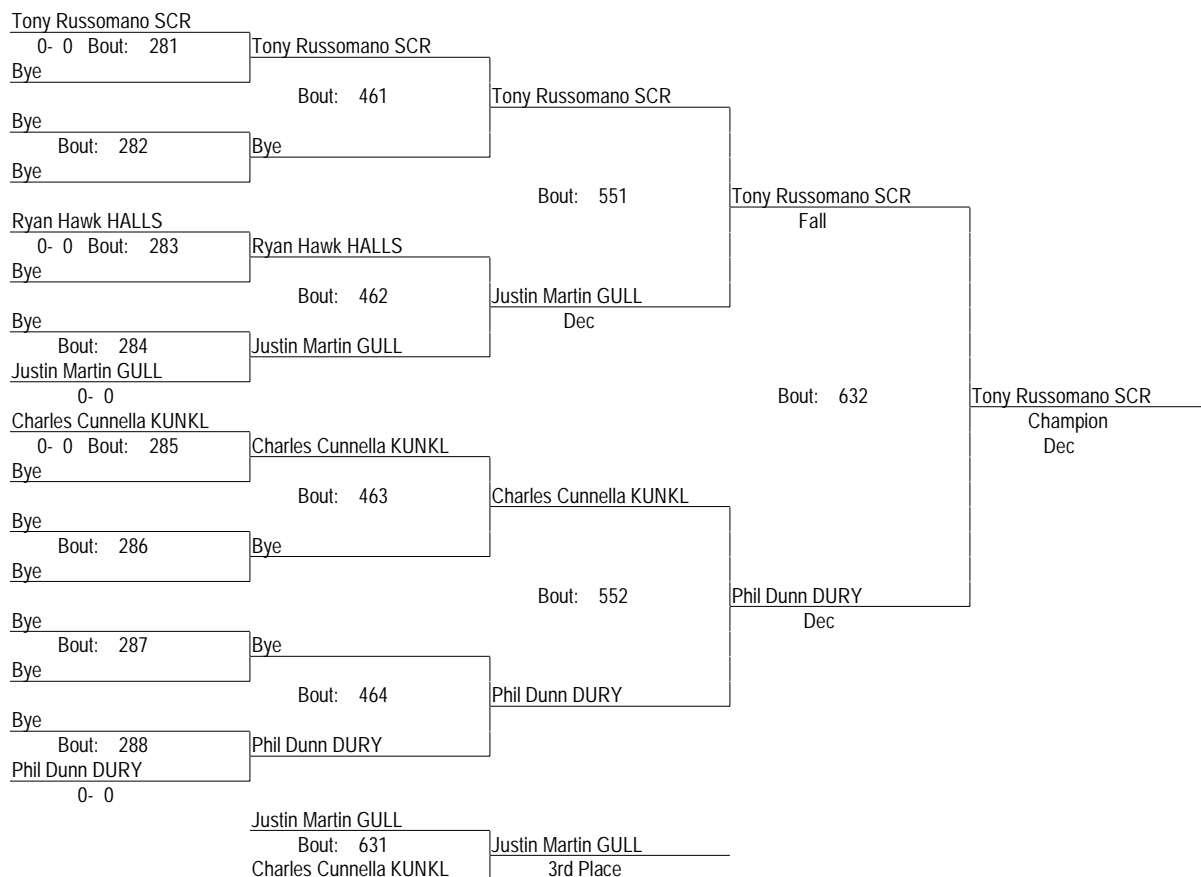 Tony Russomano SCR
0- 0 Bout: 281 Tony Russomano SCR
Bye
Bout: 461 Tony Russomano SCR
Bye
Bout: 282 Bye
Bye
Bout: 551 Tony Russomano SCR
Ryan Hawk HALLS Fall
0- 0 Bout: 283 Ryan Hawk HALLS
Bye
Bout: 462 Justin Martin GULL
Bye Dec
Bout: 284 Justin Martin GULL
Justin Martin GULL
0- 0 Bout: 632 Tony Russomano SCR
Charles Cunnella KUNKL Champion
0- 0 Bout: 285 Charles Cunnella KUNKL Dec
Bye
Bout: 463 Charles Cunnella KUNKL
Bye
Bout: 286 Bye
Bye
Bout: 552 Phil Dunn DURY
Bye Dec
Bout: 287 Bye
Bye
Bout: 464 Phil Dunn DURY
Bye
Bout: 288 Phil Dunn DURY
Phil Dunn DURY
0- 0
Justin Martin GULL
Bout: 631 Justin Martin GULL
Charles Cunnella KUNKL 3rd Place